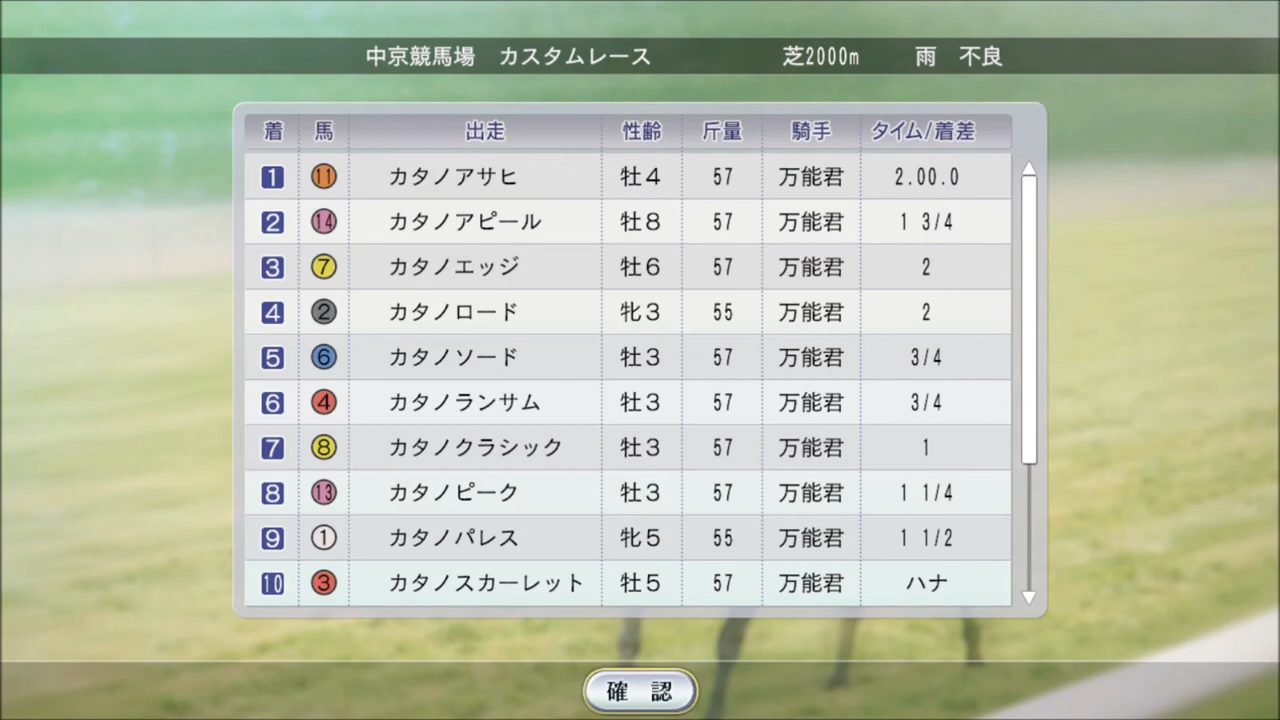 中京競馬場 カスタムレース 芝2000m 雨 不良
着 馬 出走 性齢 斤量 騎手 タイム/着差
1 11 カタノアサヒ 牡4 57 万能君 2.00.0
2 14 カタノアピール 牡8 57 万能君 1 3/4
3 7 カタノエッジ 牡6 57 万能君 2
4 2 カタノロード 牝3 55 万能君 2
5 6 カタノソード 牡3 57 万能君 3/4
6 4 カタノランサム 牡3 57 万能君 3/4
7 8 カタノクラシック 牡3 57 万能君 1
8 13 カタノピーク 牡3 57 万能君 1 1/4
9 1 カタノパレス 牝5 55 万能君 1 1/2
10 3 カタノスカーレット 牡5 57 万能君 ハナ
確認